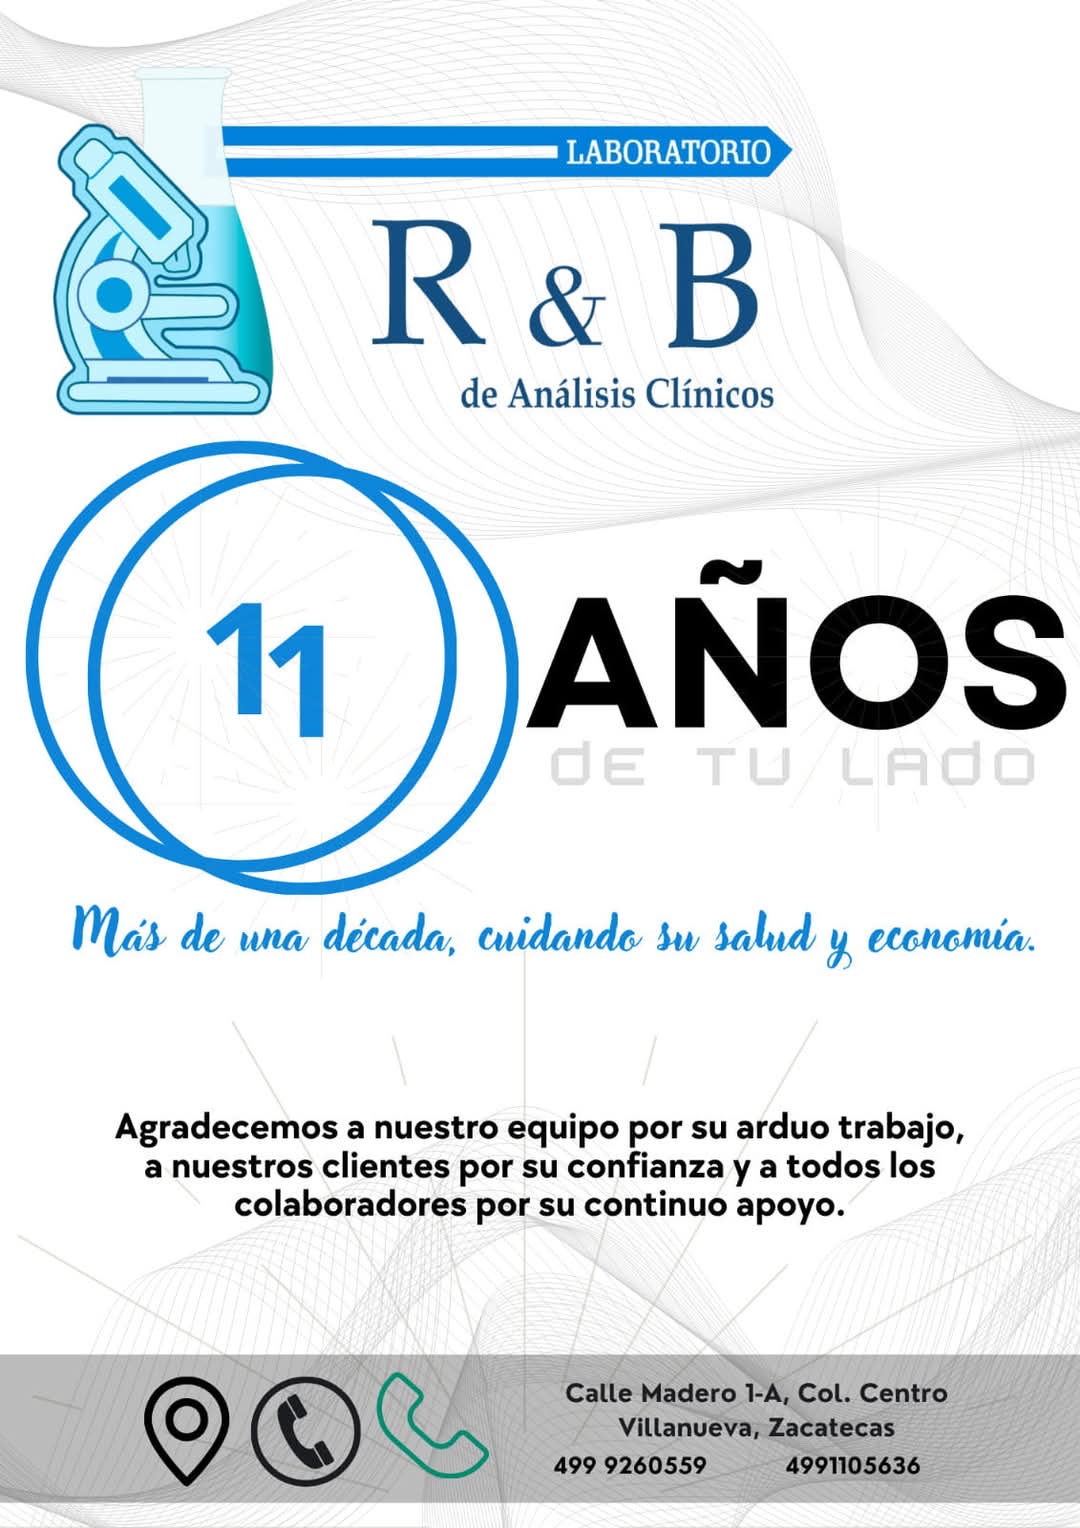 LABORATORIO
R & B
de Análisis Clínicos
11
AÑOS
DE TU LADO
Más de una década, cuidando su salud y economía.
Agradecemos a nuestro equipo por su arduo trabajo,
a nuestros clientes por su confianza y a todos los
colaboradores por su continuo apoyo.
Calle Madero 1-A, Col. Centro
Villanueva, Zacatecas
499 9260559 4991105636